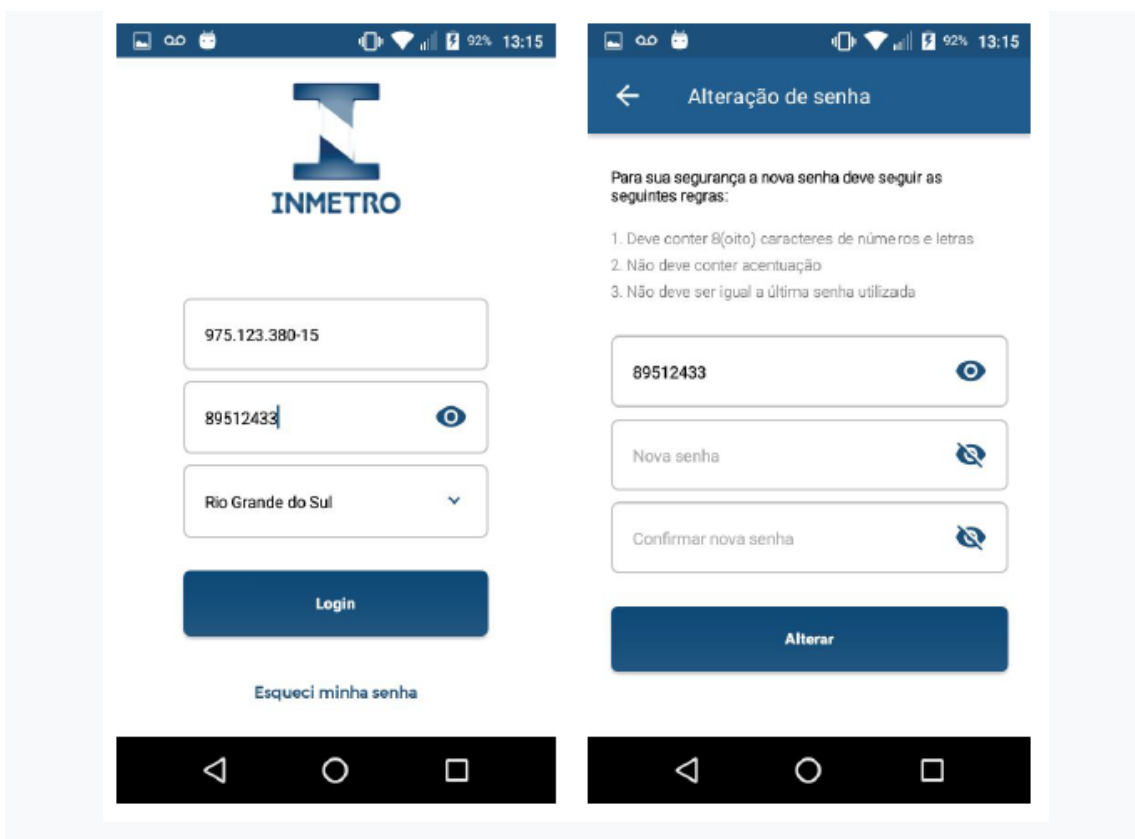 92% 13:15
INMETRO
975.123.380-15
89512433
Rio Grande do Sul
Login
Esqueci minha senha
92% 13:15
Alteração de senha
Para sua segurança a nova senha deve seguir as
seguintes regras:
1. Deve conter 8(oito) caracteres de números e letras
2. Não deve conter acentuação
3. Não deve ser igual a última senha utilizada
89512433
Nova senha
Confirmar nova senha
Alterar